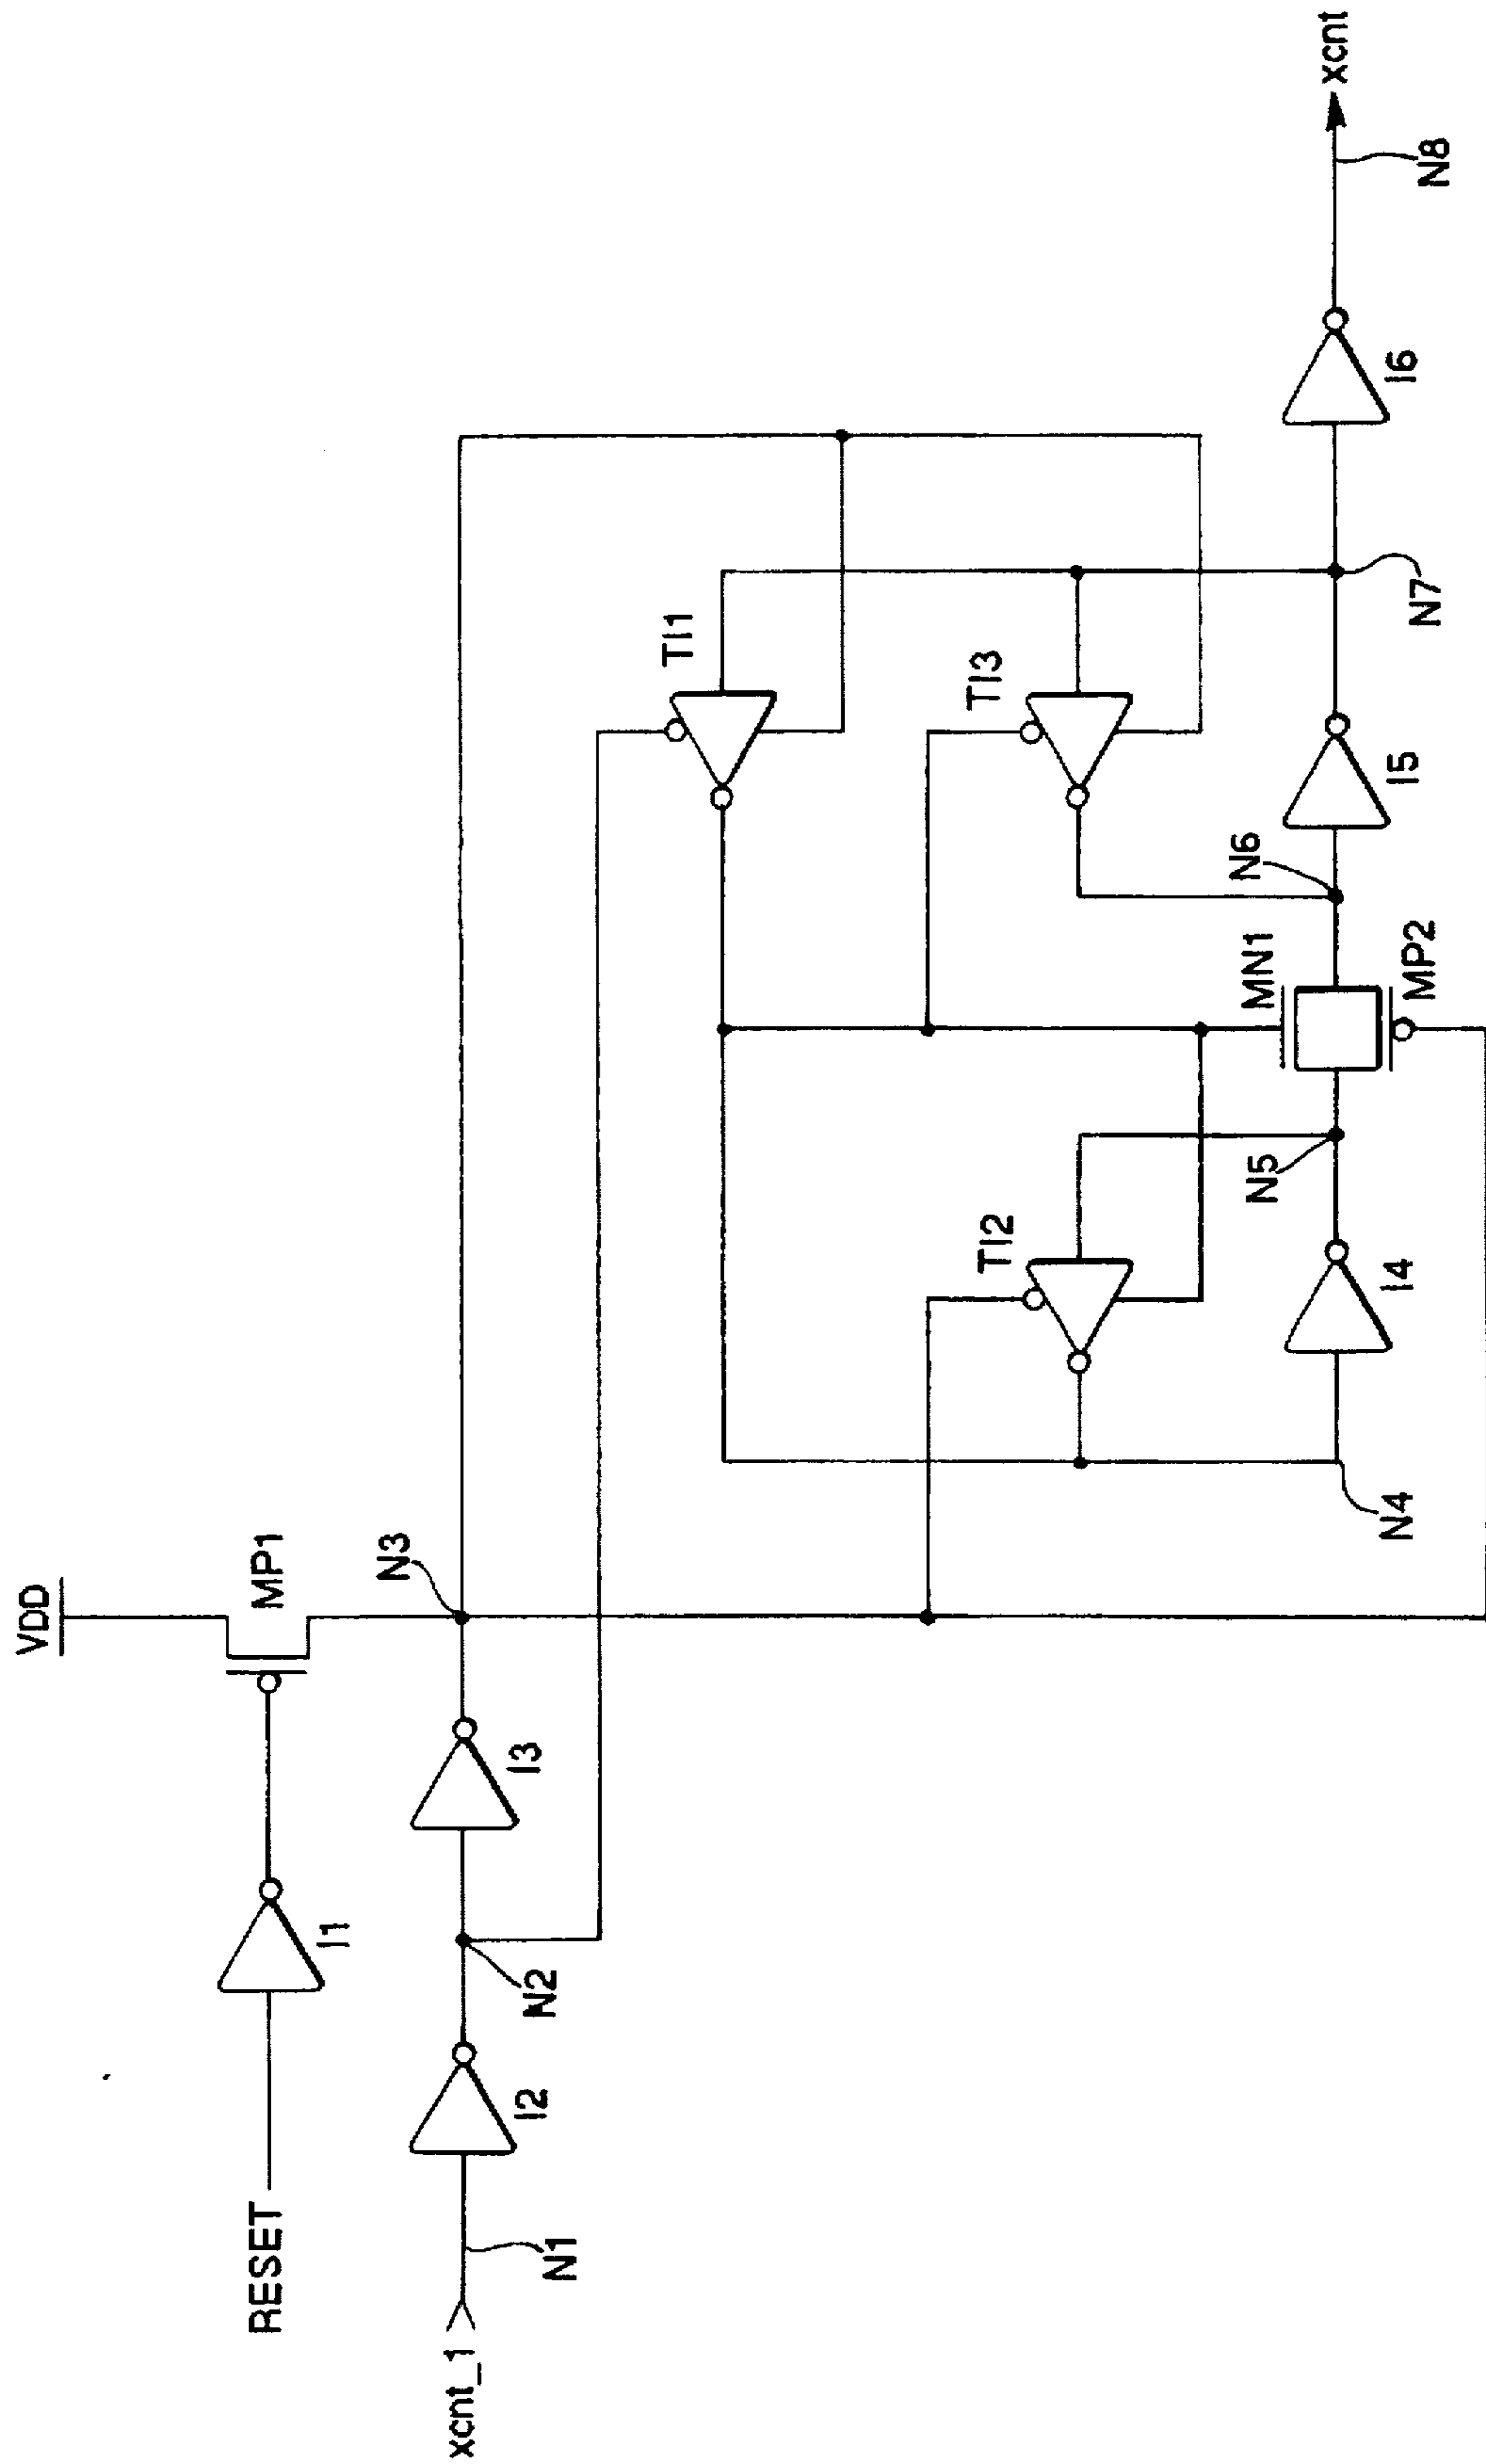 VDD
MP1
RESET
I1
xcnt_1
N1
I2
N2
I3
N3
TI1
TI2
TI3
N4
I4
N5
MN1
MP2
N6
I5
N7
I6
N8
xcnt